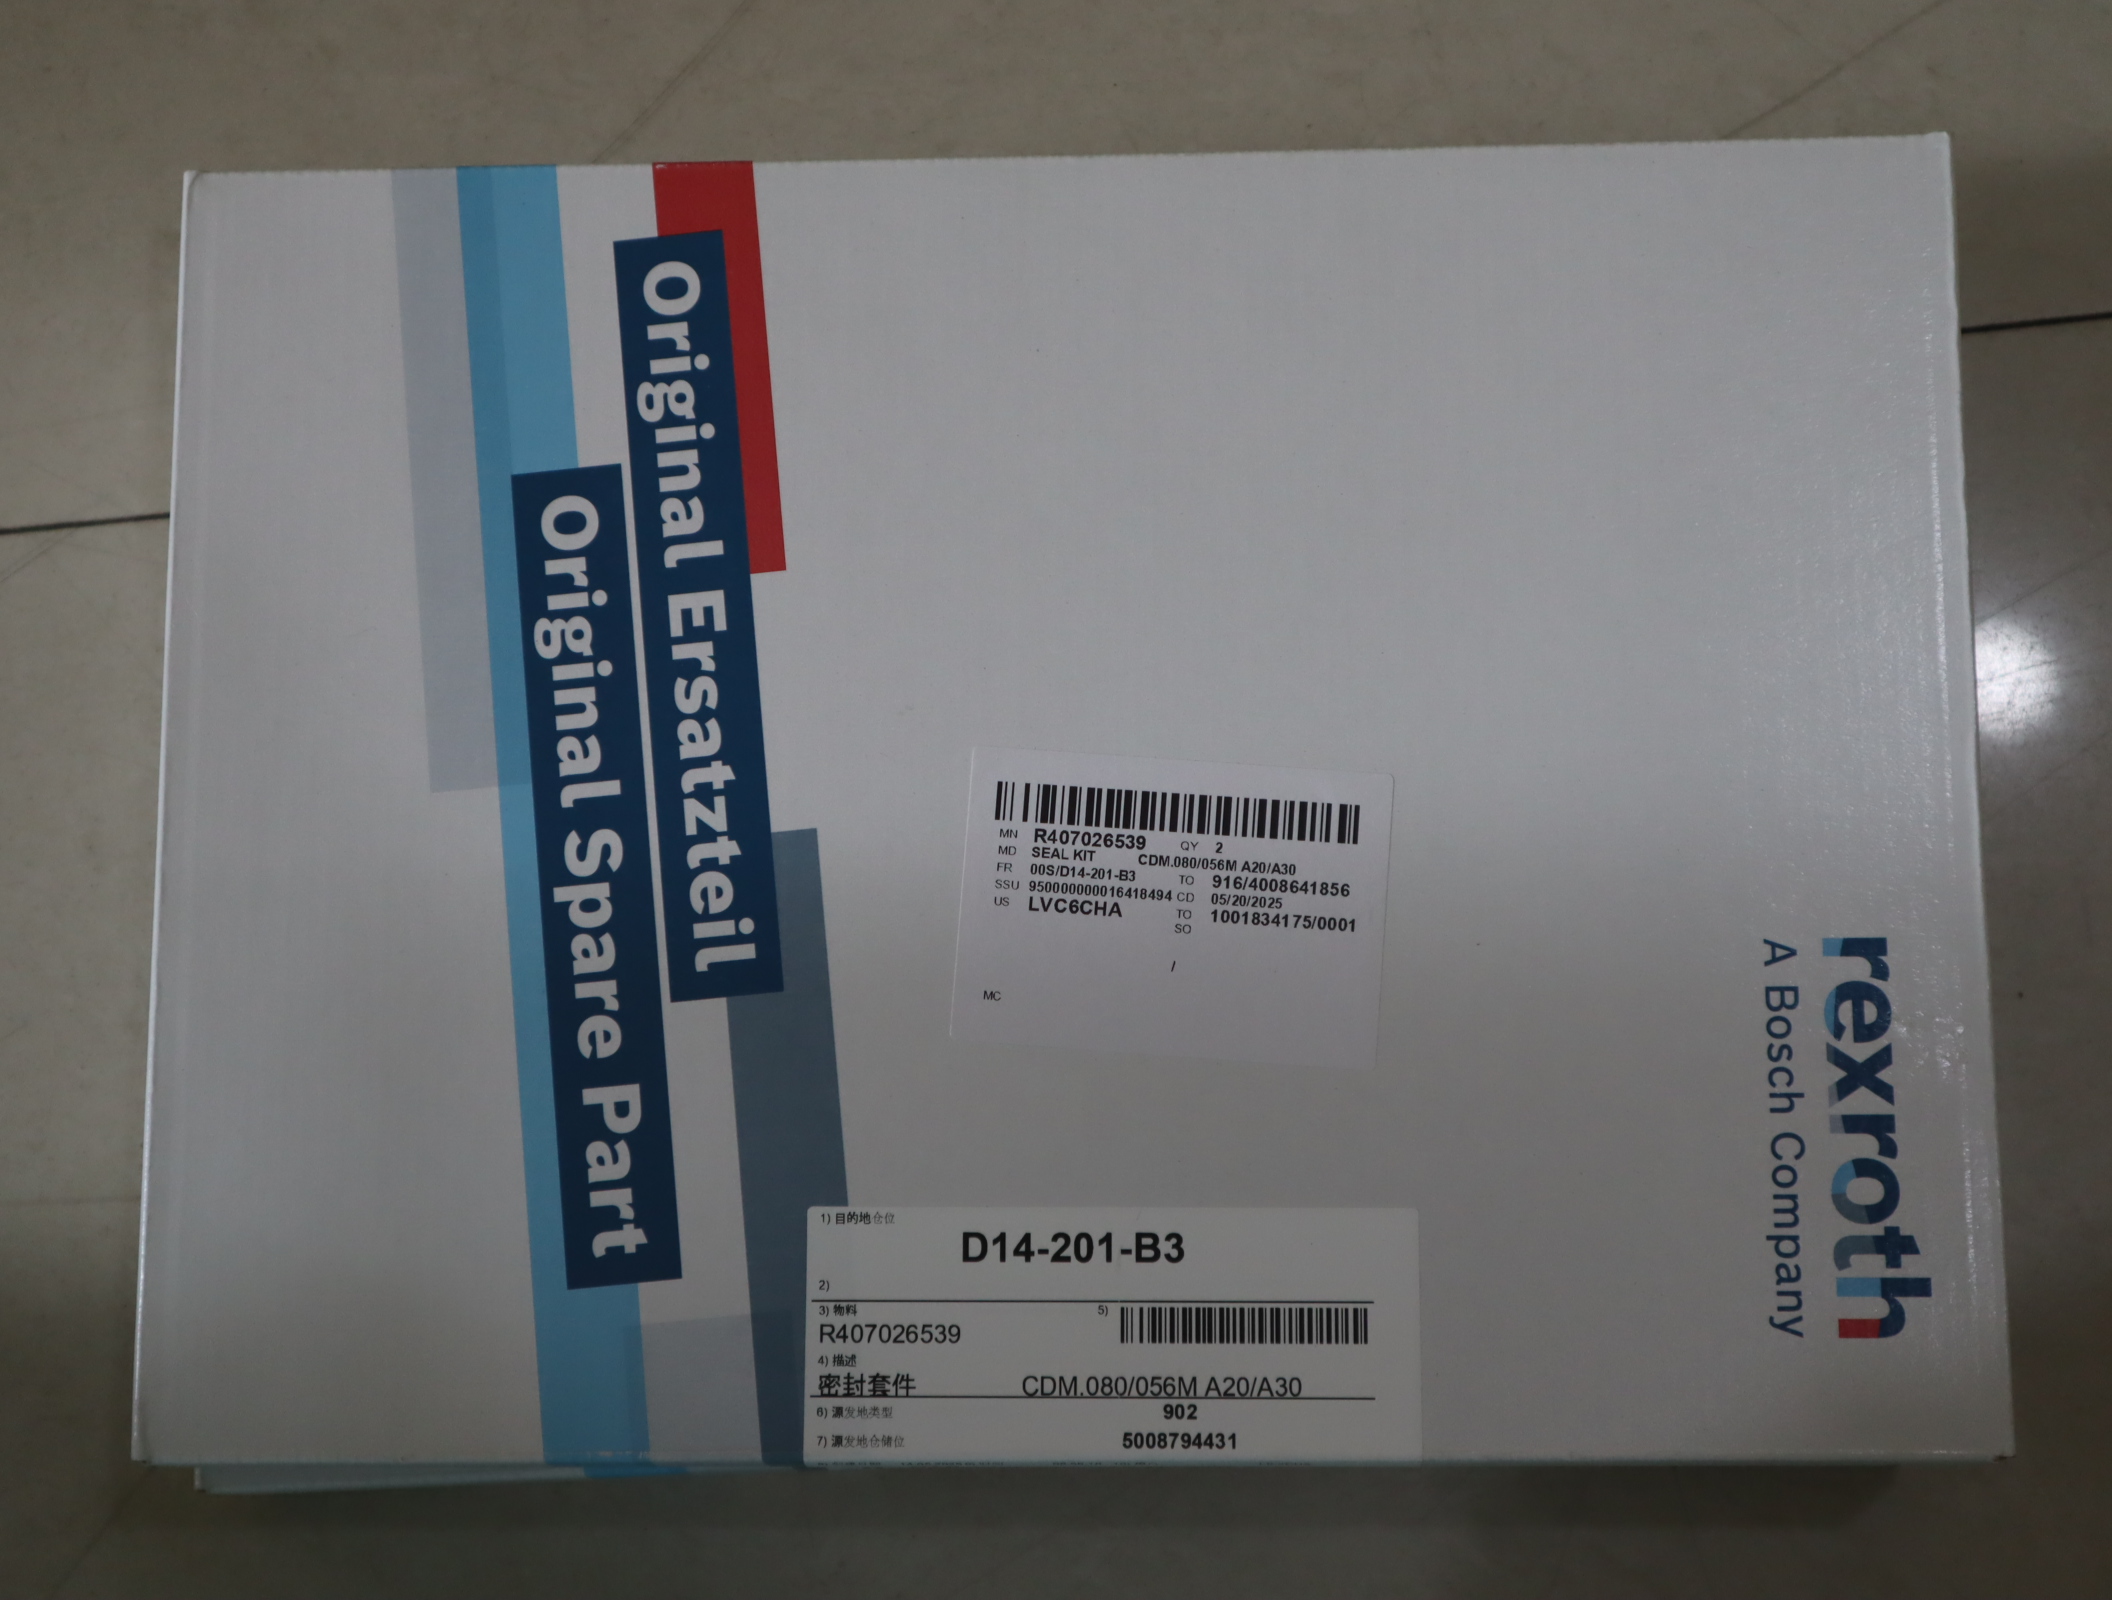 Original Ersatzteil
Original Spare Part
MN R407026539 QY 2
MD SEAL KIT CDM.080/056M A20/A30
FR 00S/D14-201-B3 TO 916/4008641856
SSU 950000000016418494 CD 05/20/2025
US LVC6CHA TO 1001834175/0001
SO
/
MC
rexroth
A Bosch Company
1) 目的地仓位
D14-201-B3
2)
3) 物料 5)
R407026539
4) 描述
密封套件 CDM.080/056M A20/A30
6) 源发地类型 902
7) 源发地仓储位 5008794431